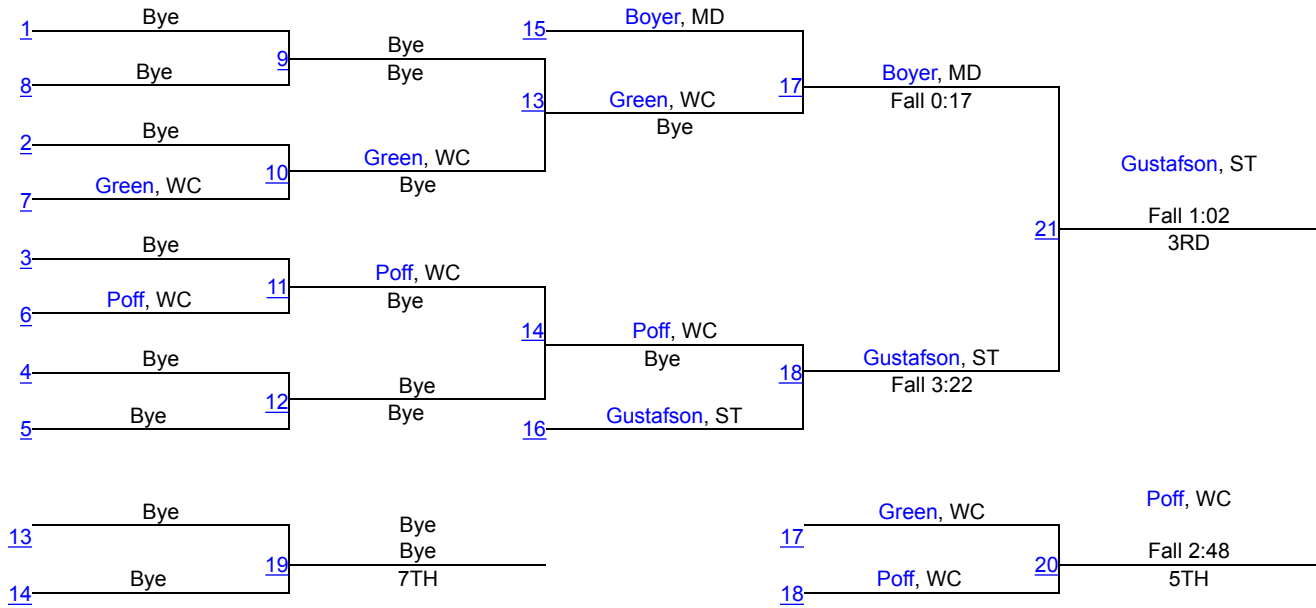 Bye
1
Bye
8
9
Bye
Bye
2
Bye
7
Green, WC
10
Green, WC
Bye
13
Green, WC
Bye
15
Boyer, MD
17
Boyer, MD
Fall 0:17
3
Bye
6
Poff, WC
11
Poff, WC
Bye
4
Bye
5
Bye
12
Bye
Bye
14
Poff, WC
Bye
16
Gustafson, ST
18
Gustafson, ST
Fall 3:22
21
Gustafson, ST
Fall 1:02
3RD
13
Bye
14
Bye
19
Bye
Bye
7TH
17
Green, WC
18
Poff, WC
20
Poff, WC
Fall 2:48
5TH